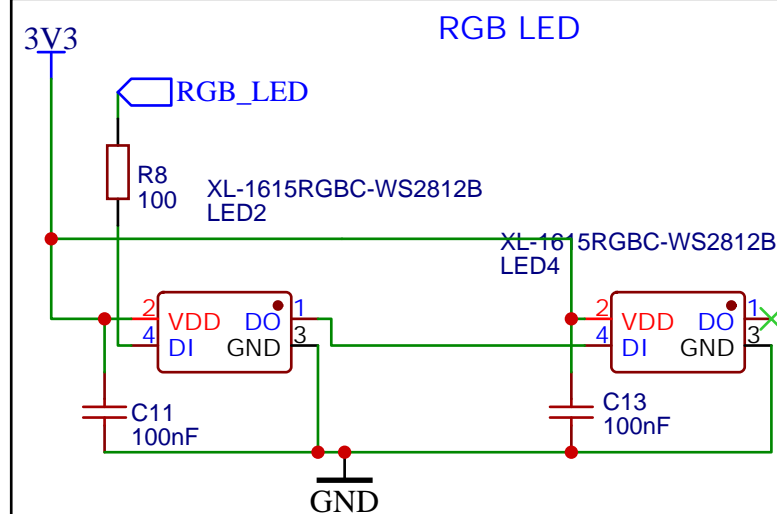 RGB LED
3V3
RGB_LED
R8
100
XL-1615RGBC-WS2812B
LED2
XL-1615RGBC-WS2812B
LED4
2 VDD DO 1
4 DI GND 3
2 VDD DO 1
4 DI GND 3
C11
100nF
C13
100nF
GND